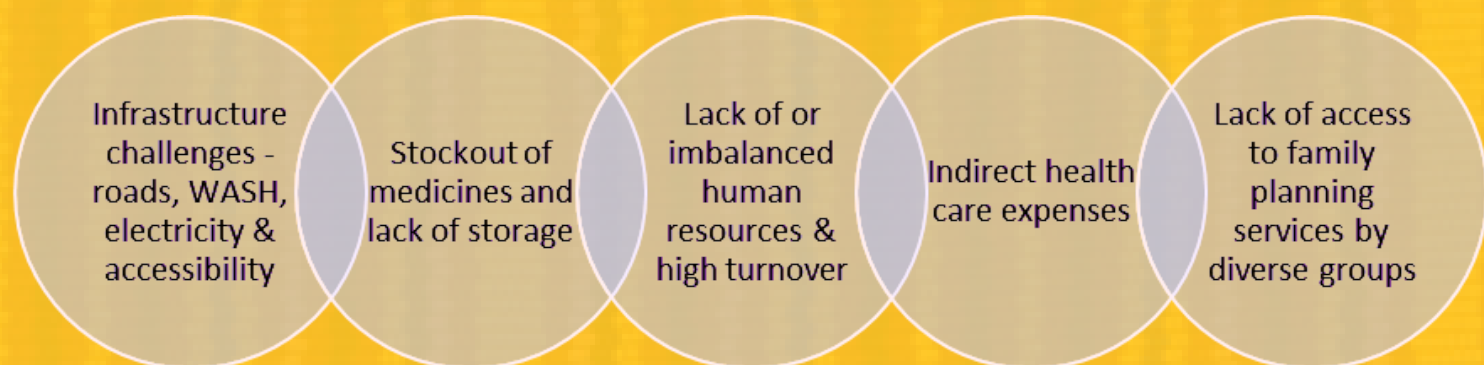 Infrastructure
challenges -
roads, WASH,
electricity &
accessibility
Stockout of
medicines and
lack of storage
Lack of or
imbalanced
human
resources &
high turnover
Indirect health
care expenses
Lack of access
to family
planning
services by
diverse groups